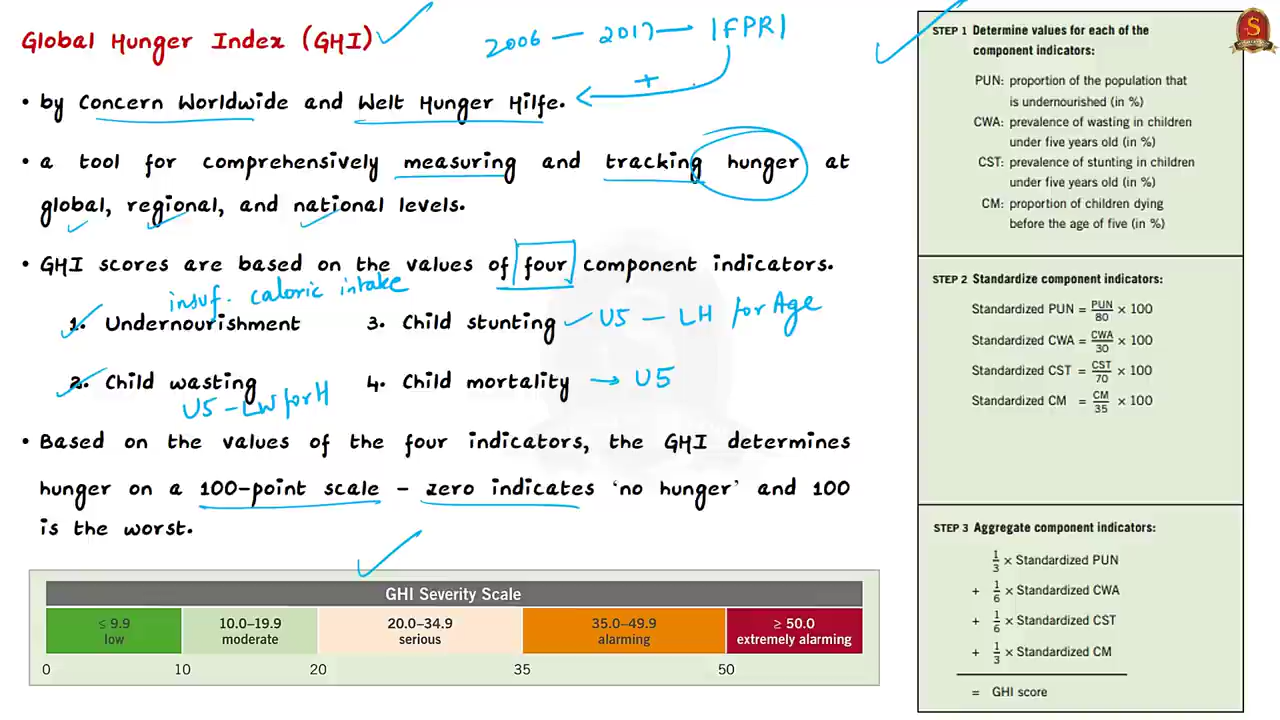 Global Hunger Index (GHI)
2006 — 2017 → IFPRI
+
• by Concern Worldwide and Welt Hunger Hilfe.
• a tool for comprehensively measuring and tracking hunger at
global, regional, and national levels.
• GHI scores are based on the values of four component indicators.
insuf. caloric intake
1. Undernourishment
3. Child stunting
U5 — LH for Age
2. Child wasting
U5 - LW for H
4. Child mortality → U5
• Based on the values of the four indicators, the GHI determines
hunger on a 100-point scale – zero indicates 'no hunger' and 100
is the worst.
GHI Severity Scale
≤ 9.9
low
10.0–19.9
moderate
20.0–34.9
serious
35.0–49.9
alarming
≥ 50.0
extremely alarming
0 10 20 35 50
STEP 1 Determine values for each of the
component indicators:
PUN: proportion of the population that
is undernourished (in %)
CWA: prevalence of wasting in children
under five years old (in %)
CST: prevalence of stunting in children
under five years old (in %)
CM: proportion of children dying
before the age of five (in %)
STEP 2 Standardize component indicators:
Standardized PUN = PUN/80 × 100
Standardized CWA = CWA/30 × 100
Standardized CST = CST/70 × 100
Standardized CM = CM/35 × 100
STEP 3 Aggregate component indicators:
1/3 × Standardized PUN
+ 1/6 × Standardized CWA
+ 1/6 × Standardized CST
+ 1/3 × Standardized CM
= GHI score
S